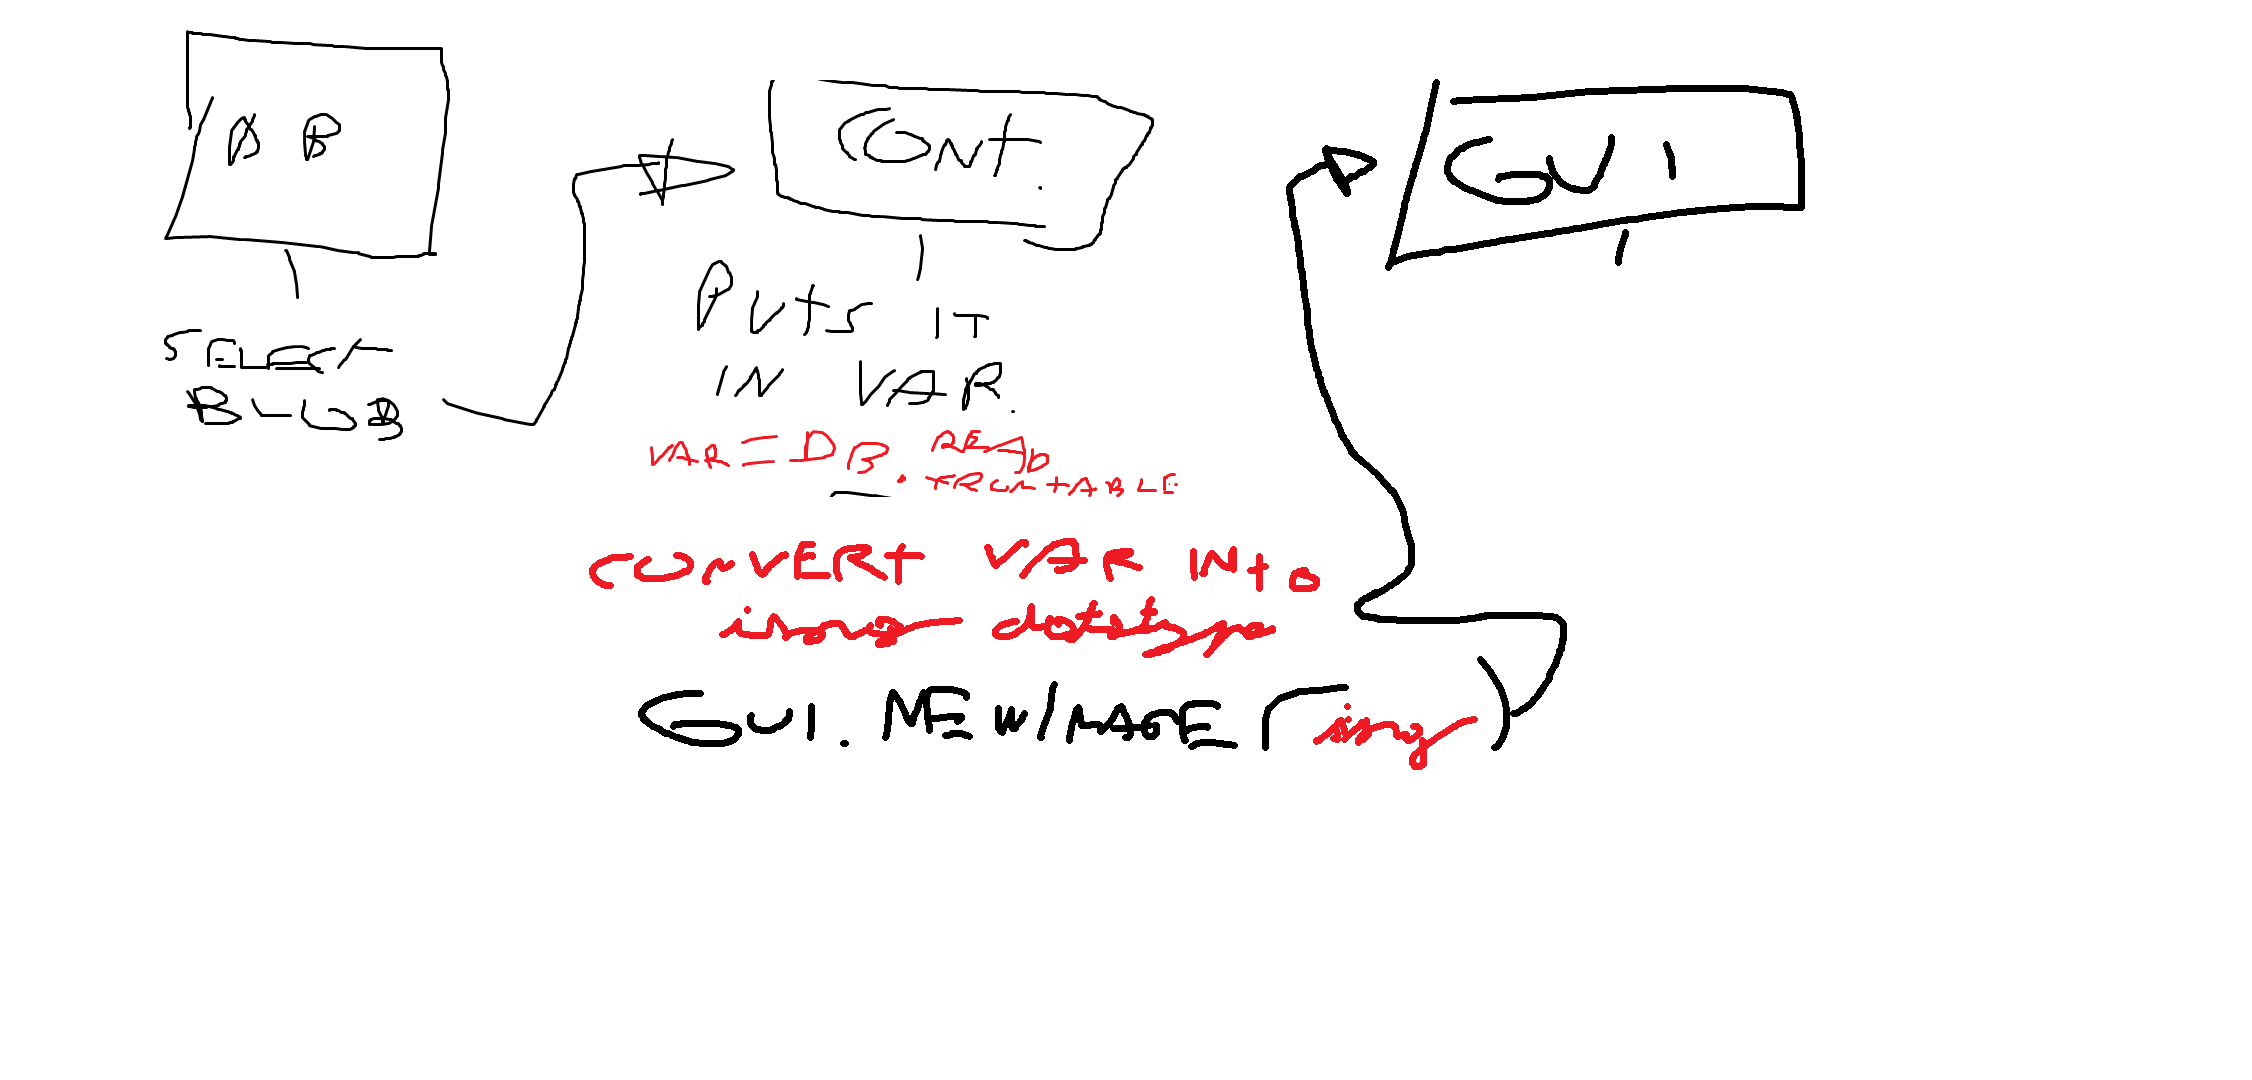 DB
SELECT
BLOB
CONT.
PUTS IT
IN VAR.
VAR = DB. READ
FROMTABLE
CONVERT VAR INTO
image datatype
GUI. NEWIMAGE (img)
GUI